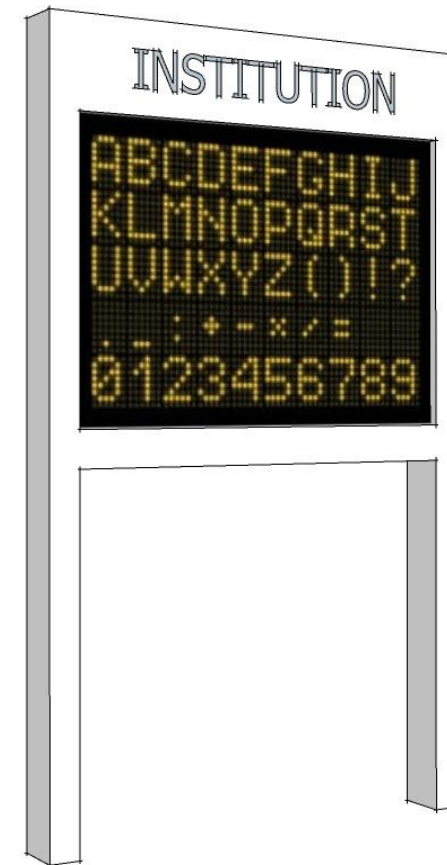 INSTITUTION
ABCDEFGHIJ
KLMNOPQRST
UVWXYZ()!?
._:+-×/=
0123456789